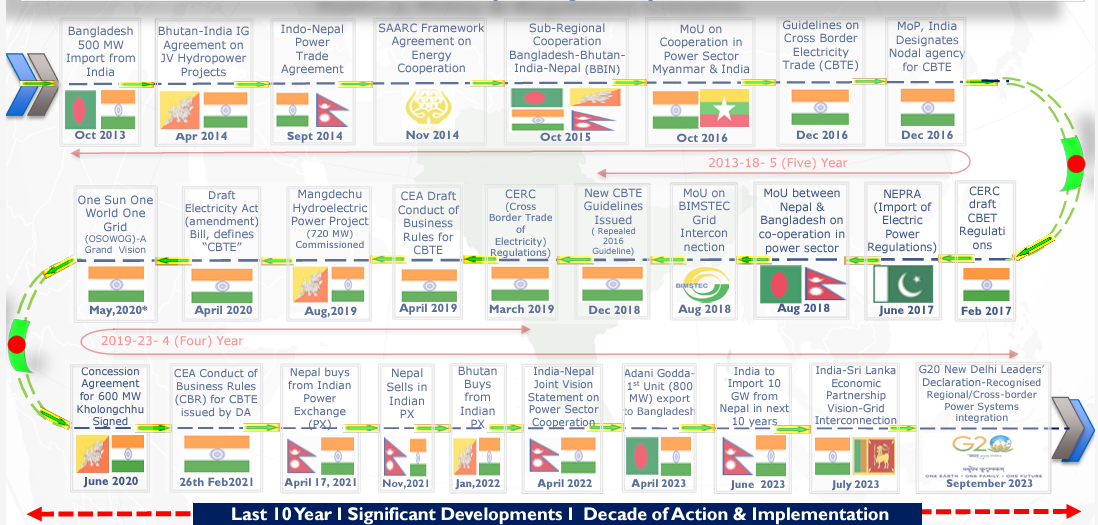 Bangladesh
500 MW
Import from
India
Oct 2013
Bhutan-India IG
Agreement on
JV Hydropower
Projects
Apr 2014
Indo-Nepal
Power
Trade
Agreement
Sept 2014
SAARC Framework
Agreement on
Energy
Cooperation
Nov 2014
Sub-Regional
Cooperation
Bangladesh-Bhutan-
India-Nepal (BBIN)
Oct 2015
MoU on
Cooperation in
Power Sector
Myanmar & India
Oct 2016
Guidelines on
Cross Border
Electricity
Trade (CBTE)
Dec 2016
MoP, India
Designates
Nodal agency
for CBTE
Dec 2016
2013-18- 5 (Five) Year
One Sun One
World One
Grid
(OSOWOG)-A
Grand Vision
May,2020*
Draft
Electricity Act
(amendment)
Bill, defines
“CBTE”
April 2020
Mangdechu
Hydroelectric
Power Project
(720 MW)
Commissioned
Aug,2019
CEA Draft
Conduct of
Business
Rules for
CBTE
April 2019
CERC
(Cross
Border Trade
of
Electricity)
Regulations)
March 2019
New CBTE
Guidelines
Issued
( Repealed
2016
Guideline)
Dec 2018
MoU on
BIMSTEC
Grid
Intercon
nection
BIMSTEC
Aug 2018
MoU between
Nepal &
Bangladesh on
co-operation in
power sector
Aug 2018
NEPRA
(Import of
Electric
Power
Regulations)
June 2017
CERC
draft
CBET
Regulati
ons
Feb 2017
2019-23- 4 (Four) Year
Concession
Agreement
for 600 MW
Kholongchhu
Signed
June 2020
CEA Conduct of
Business Rules
(CBR) for CBTE
issued by DA
26th Feb2021
Nepal buys
from Indian
Power
Exchange
(PX)
April 17, 2021
Nepal
Sells in
Indian
PX
Nov,2021
Bhutan
Buys
from
Indian
PX
Jan,2022
India-Nepal
Joint Vision
Statement on
Power Sector
Cooperation
April 2022
Adani Godda-
1st Unit (800
MW) export
to Bangladesh
April 2023
India to
Import 10
GW from
Nepal in next
10 years
June 2023
India-Sri Lanka
Economic
Partnership
Vision-Grid
Interconnection
July 2023
G20 New Delhi Leaders’
Declaration-Recognised
Regional/Cross-border
Power Systems
integration
G20
वसुधैव कुटुम्बकम्
ONE EARTH • ONE FAMILY • ONE FUTURE
September 2023
Last 10 Year I Significant Developments I Decade of Action & Implementation